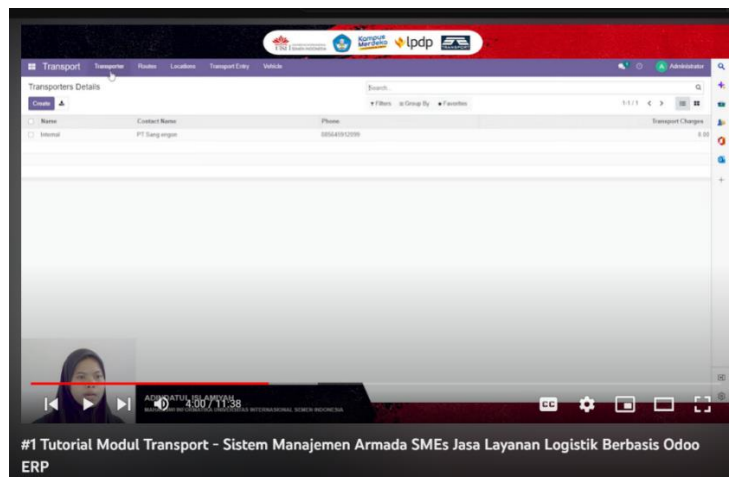 Kampus
Merdeka
lpdp
Transport Transporter Routes Locations Transport Entry Vehicle Administrator
Transporters Details Search...
Create Filters Group By Favorites 1-1 / 1
Name Contact Name Phone Transport Charges
Internal PT Sang engon 0.00
4:00 / 11:38 CC
#1 Tutorial Modul Transport - Sistem Manajemen Armada SMEs Jasa Layanan Logistik Berbasis Odoo
ERP